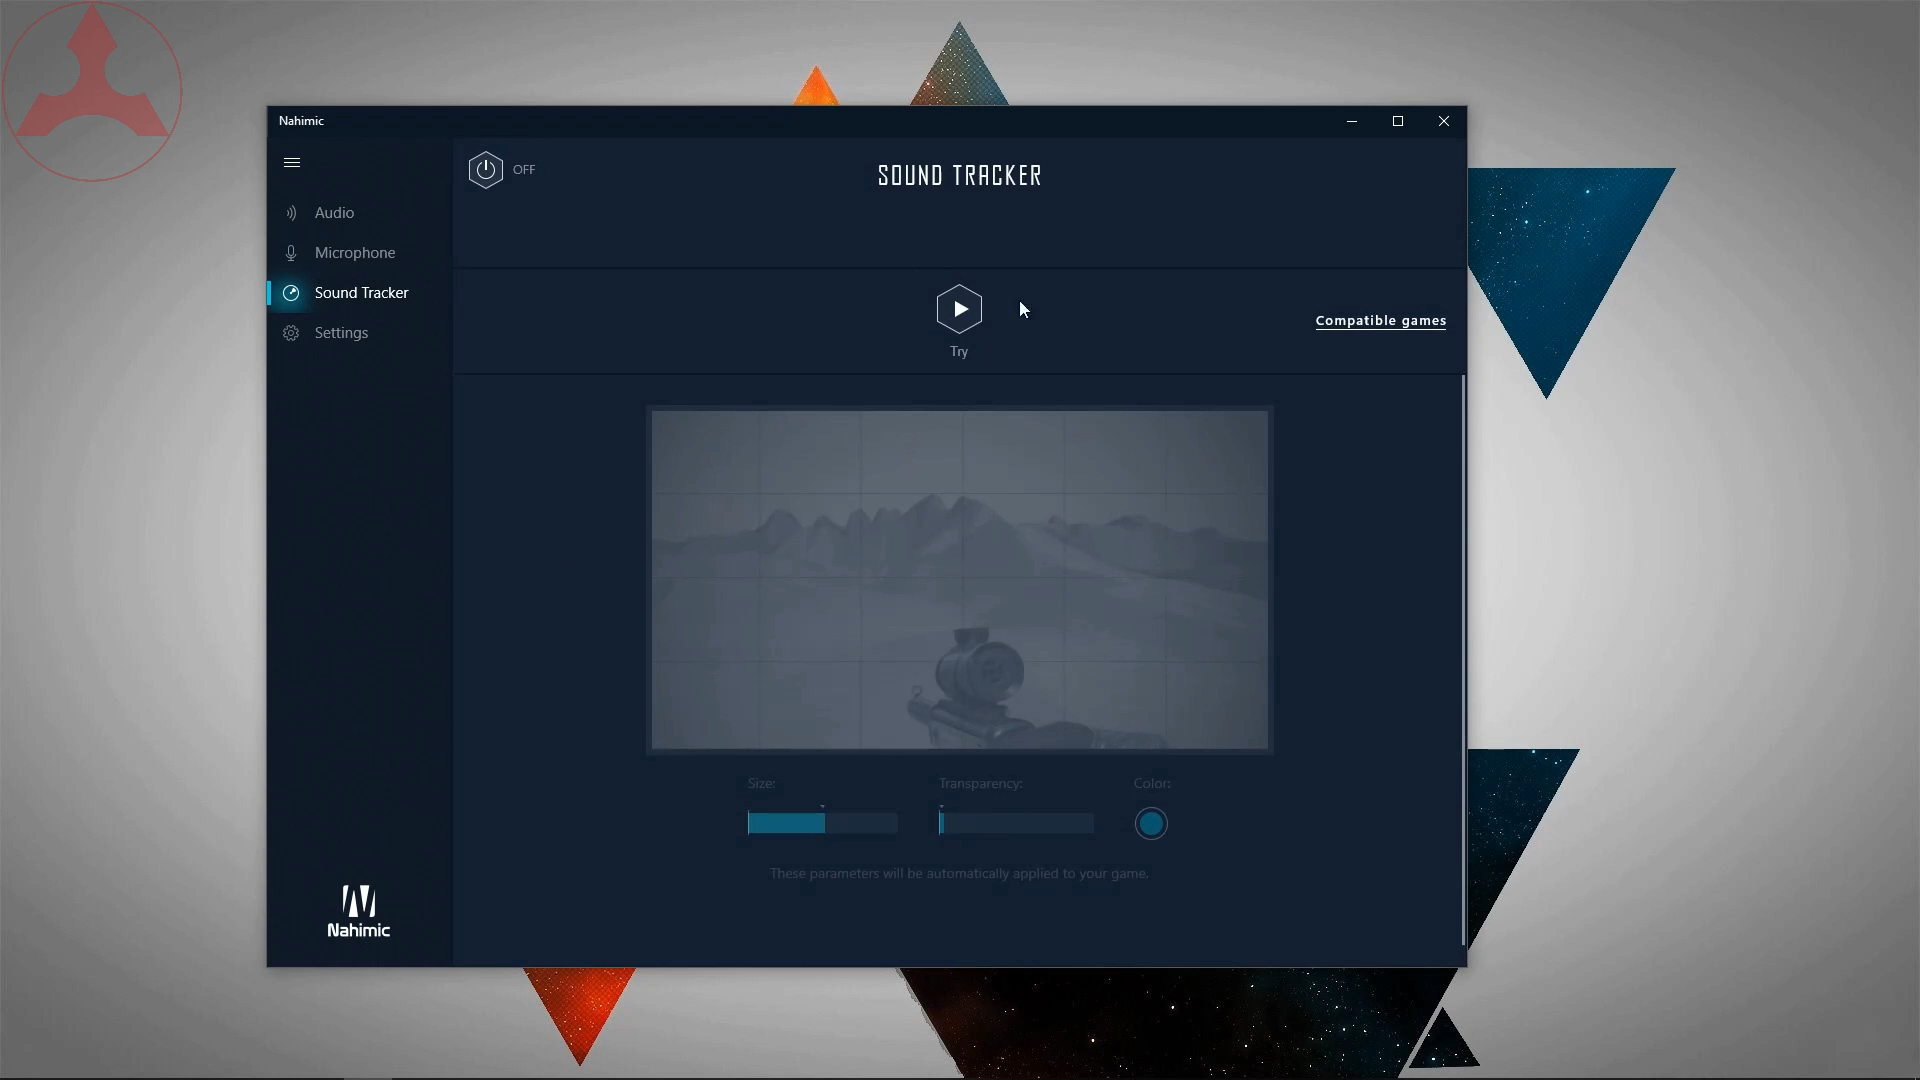 Nahimic
OFF
SOUND TRACKER
Audio
Microphone
Sound Tracker
Settings
Try
Compatible games
Size:
Transparency:
Color:
These parameters will be automatically applied to your game.
Nahimic